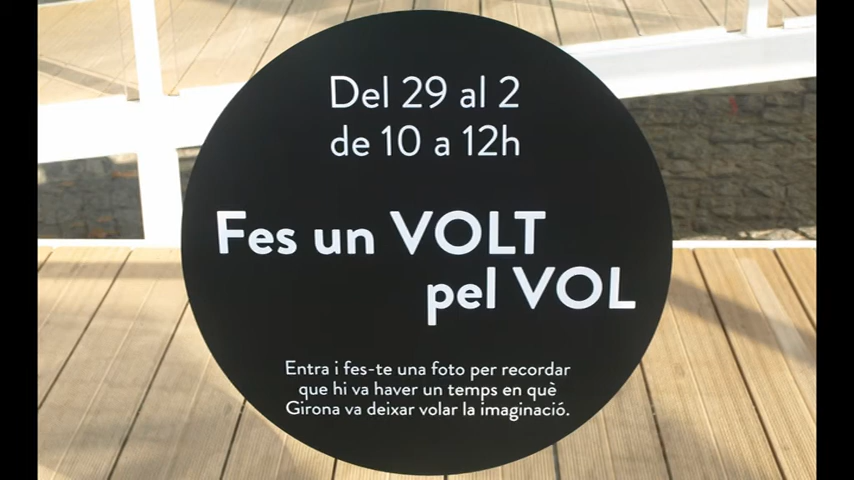 Del 29 al 2
de 10 a 12h
Fes un VOLT
pel VOL
Entra i fes-te una foto per recordar
que hi va haver un temps en què
Girona va deixar volar la imaginació.